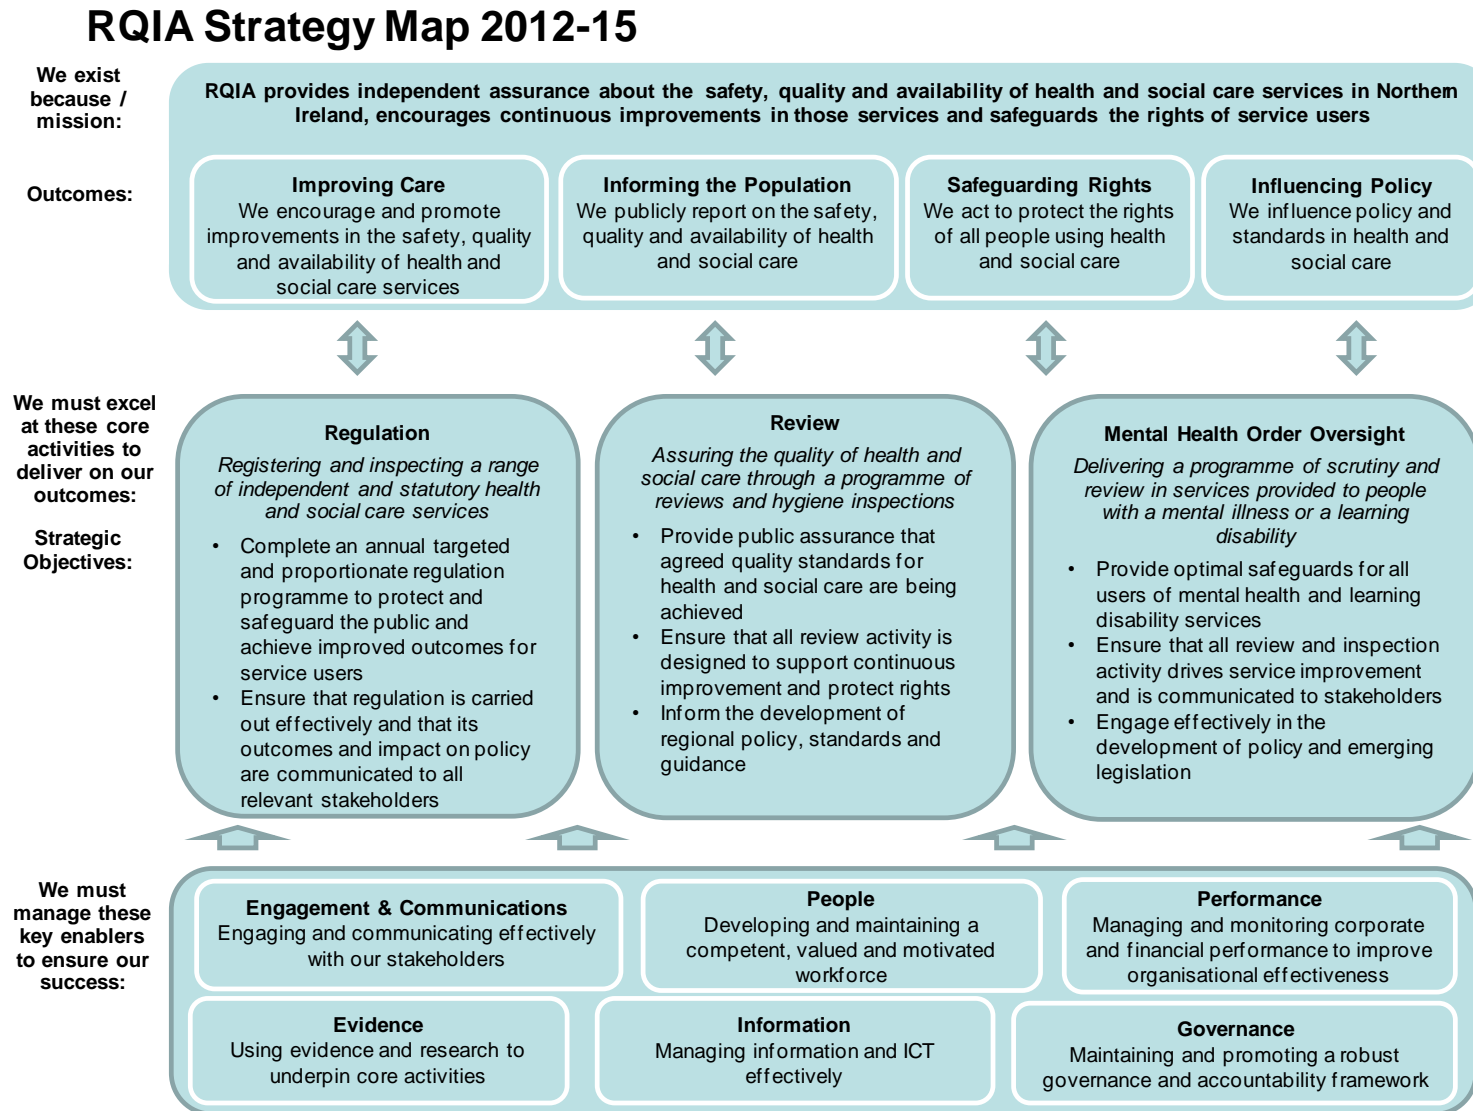 RQIA Strategy Map 2012-15
We exist
because /
mission:
RQIA provides independent assurance about the safety, quality and availability of health and social care services in Northern
Ireland, encourages continuous improvements in those services and safeguards the rights of service users
Outcomes:
Improving Care
We encourage and promote
improvements in the safety, quality
and availability of health and
social care services
Informing the Population
We publicly report on the safety,
quality and availability of health
and social care
Safeguarding Rights
We act to protect the rights
of all people using health
and social care
Influencing Policy
We influence policy and
standards in health and
social care
We must excel
at these core
activities to
deliver on our
outcomes:
Strategic
Objectives:
Regulation
Registering and inspecting a range
of independent and statutory health
and social care services
• Complete an annual targeted
and proportionate regulation
programme to protect and
safeguard the public and
achieve improved outcomes for
service users
• Ensure that regulation is carried
out effectively and that its
outcomes and impact on policy
are communicated to all
relevant stakeholders
Review
Assuring the quality of health and
social care through a programme of
reviews and hygiene inspections
• Provide public assurance that
agreed quality standards for
health and social care are being
achieved
• Ensure that all review activity is
designed to support continuous
improvement and protect rights
• Inform the development of
regional policy, standards and
guidance
Mental Health Order Oversight
Delivering a programme of scrutiny and
review in services provided to people
with a mental illness or a learning
disability
• Provide optimal safeguards for all
users of mental health and learning
disability services
• Ensure that all review and inspection
activity drives service improvement
and is communicated to stakeholders
• Engage effectively in the
development of policy and emerging
legislation
We must
manage these
key enablers
to ensure our
success:
Engagement & Communications
Engaging and communicating effectively
with our stakeholders
People
Developing and maintaining a
competent, valued and motivated
workforce
Performance
Managing and monitoring corporate
and financial performance to improve
organisational effectiveness
Evidence
Using evidence and research to
underpin core activities
Information
Managing information and ICT
effectively
Governance
Maintaining and promoting a robust
governance and accountability framework